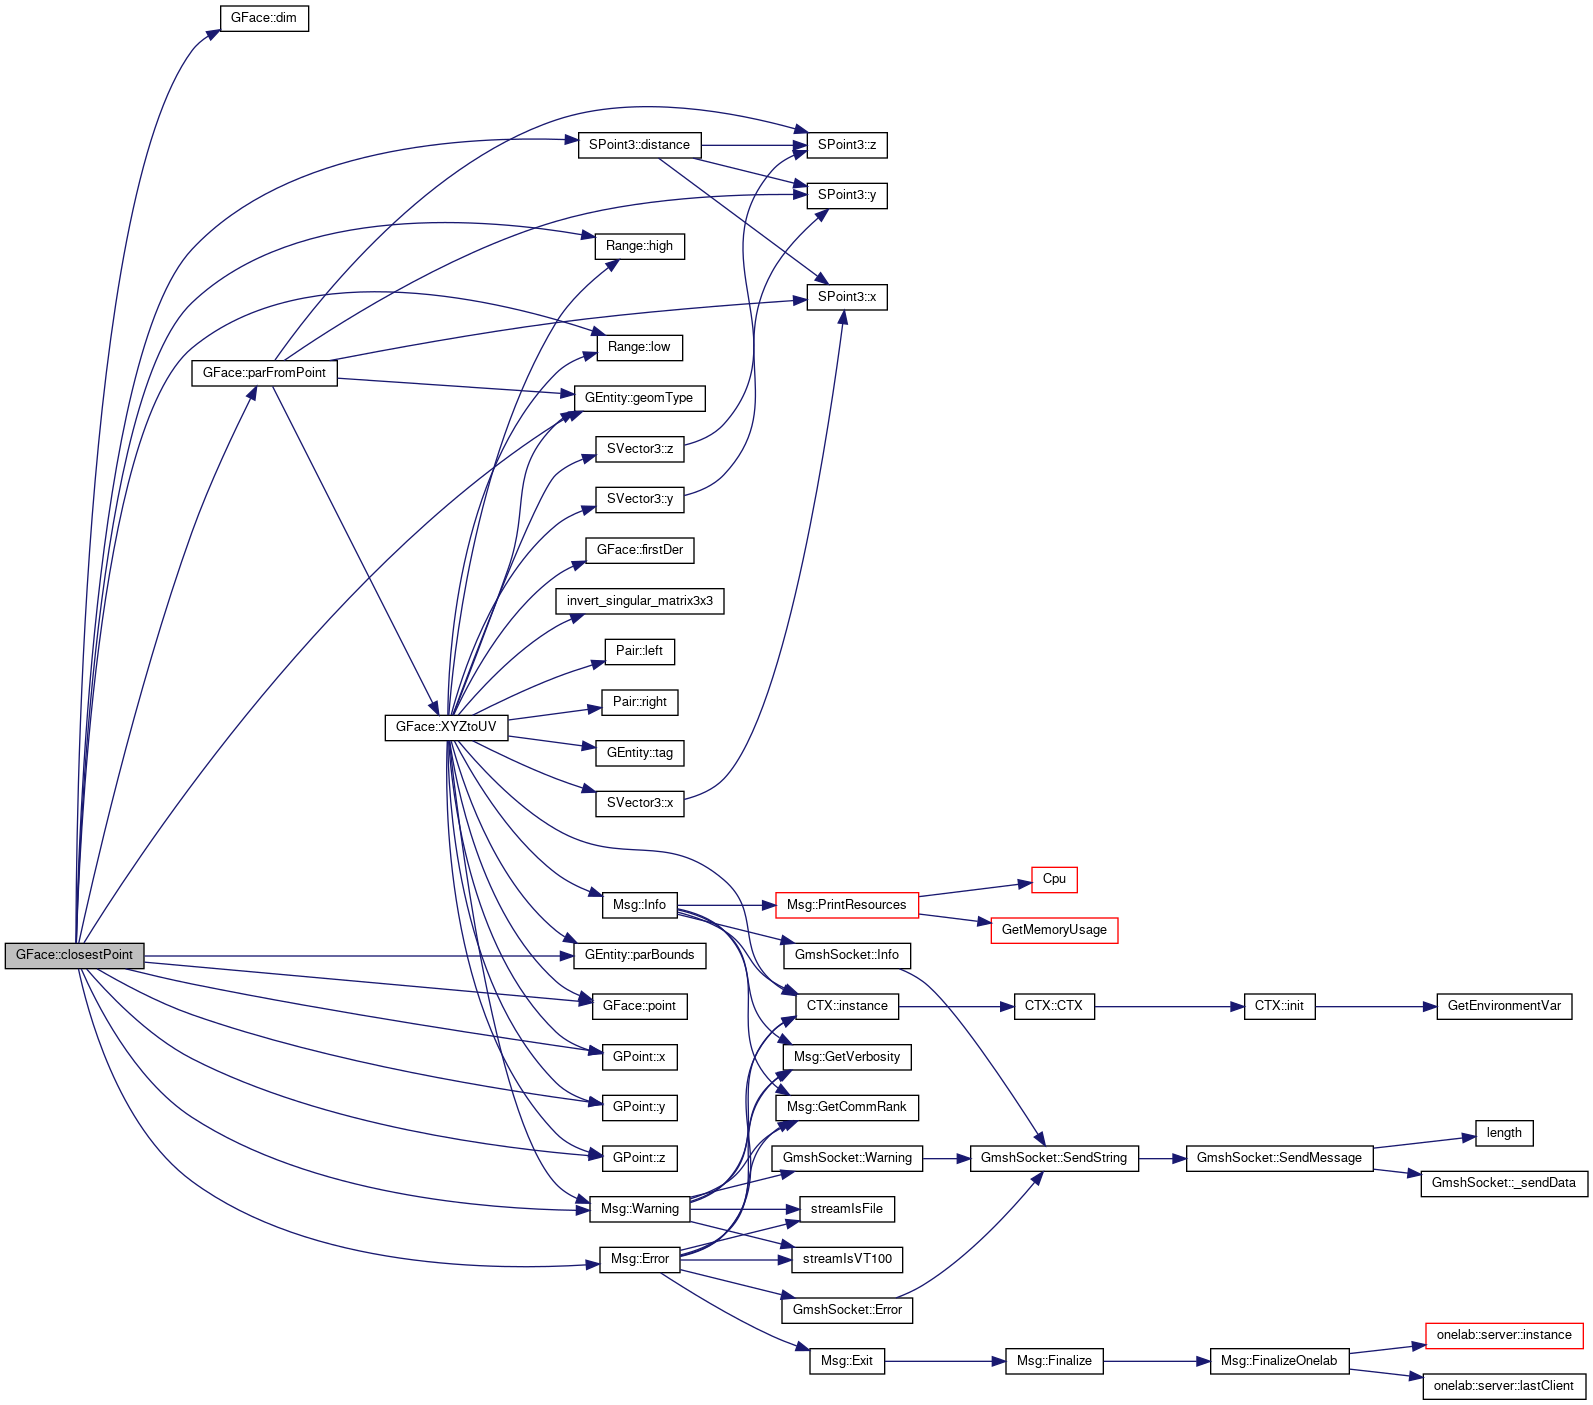 GFace::dim
SPoint3::distance
SPoint3::z
SPoint3::y
Range::high
SPoint3::x
Range::low
GFace::parFromPoint
GEntity::geomType
SVector3::z
SVector3::y
GFace::firstDer
invert_singular_matrix3x3
Pair::left
Pair::right
GFace::XYZtoUV
GEntity::tag
SVector3::x
Cpu
Msg::Info
Msg::PrintResources
GetMemoryUsage
GFace::closestPoint
GEntity::parBounds
GmshSocket::Info
GFace::point
CTX::instance
CTX::CTX
CTX::init
GetEnvironmentVar
GPoint::x
Msg::GetVerbosity
GPoint::y
Msg::GetCommRank
length
GPoint::z
GmshSocket::Warning
GmshSocket::SendString
GmshSocket::SendMessage
GmshSocket::_sendData
Msg::Warning
streamIsFile
Msg::Error
streamIsVT100
GmshSocket::Error
onelab::server::instance
Msg::Exit
Msg::Finalize
Msg::FinalizeOnelab
onelab::server::lastClient